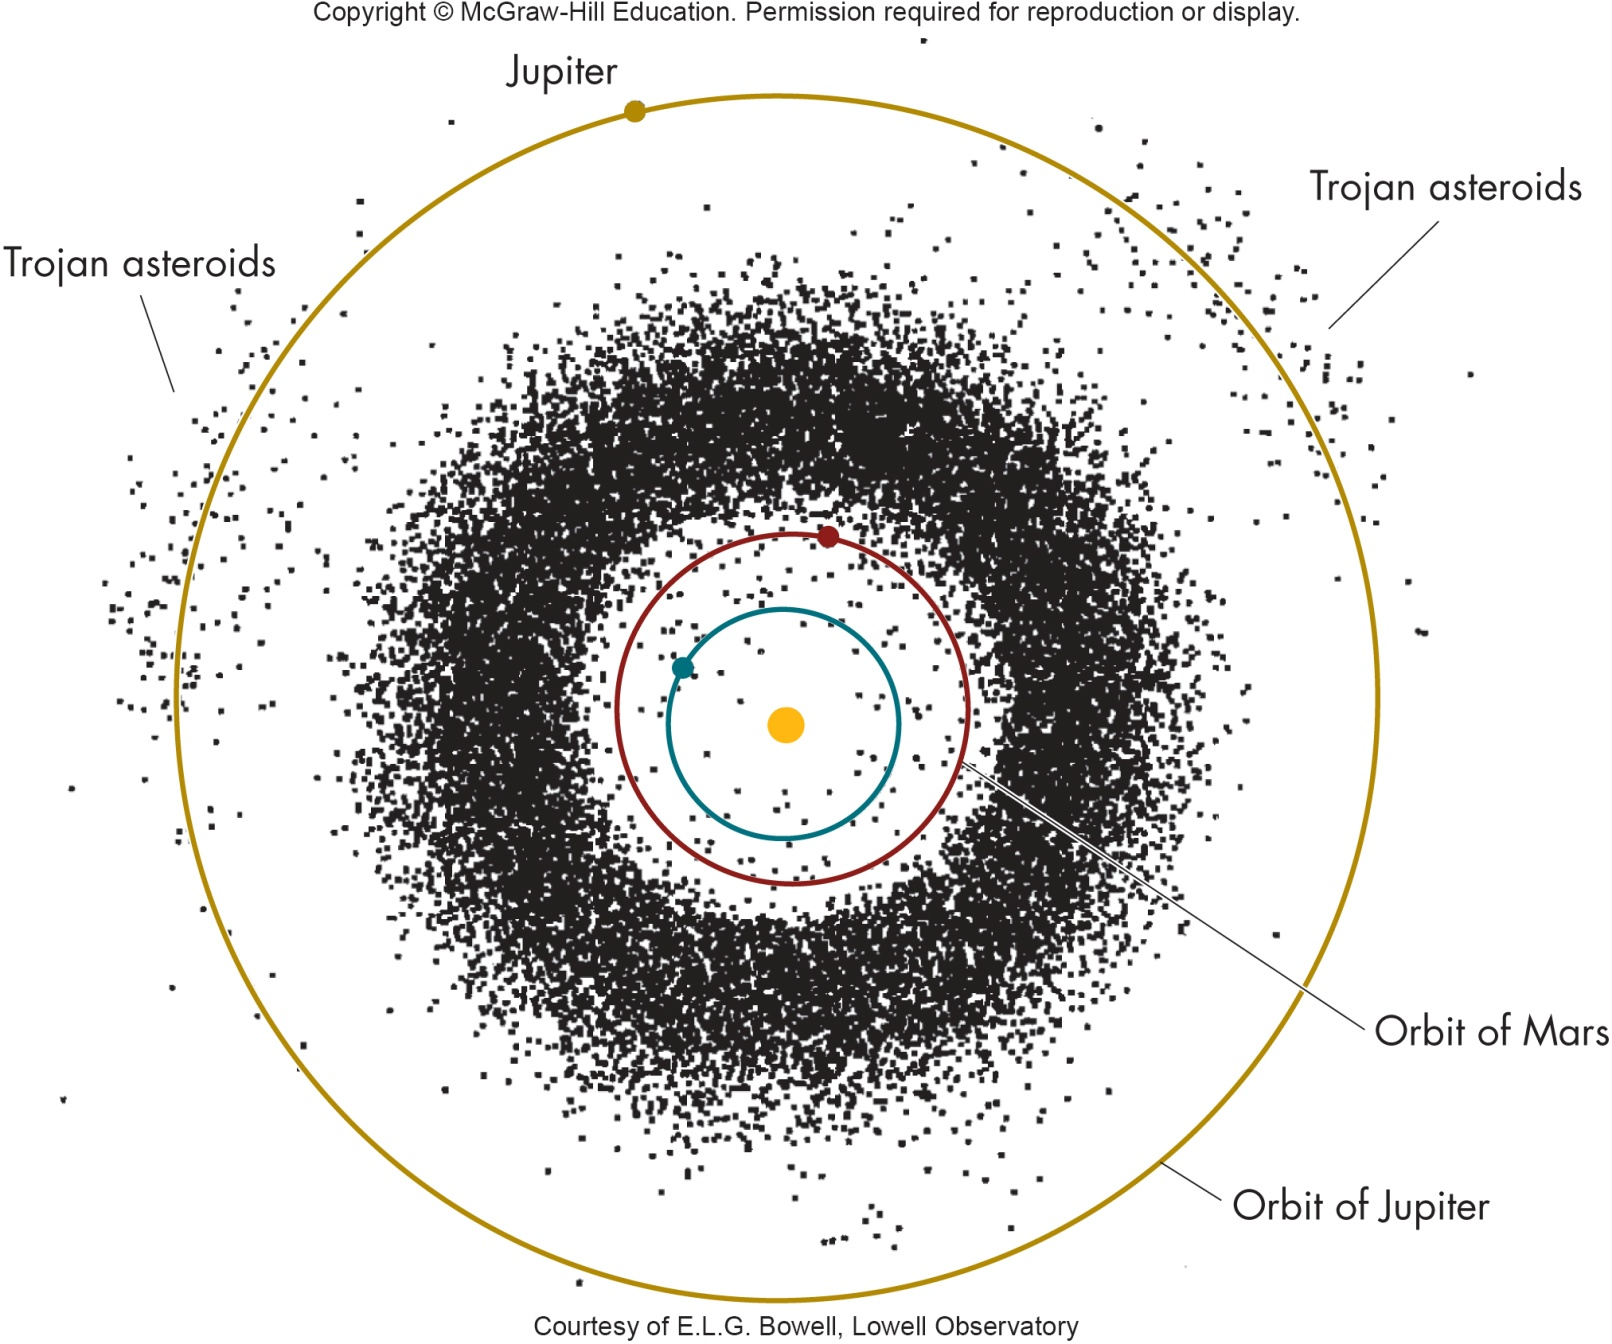 Copyright © McGraw-Hill Education. Permission required for reproduction or display.
Jupiter
Trojan asteroids
Trojan asteroids
Orbit of Mars
Orbit of Jupiter
Courtesy of E.L.G. Bowell, Lowell Observatory